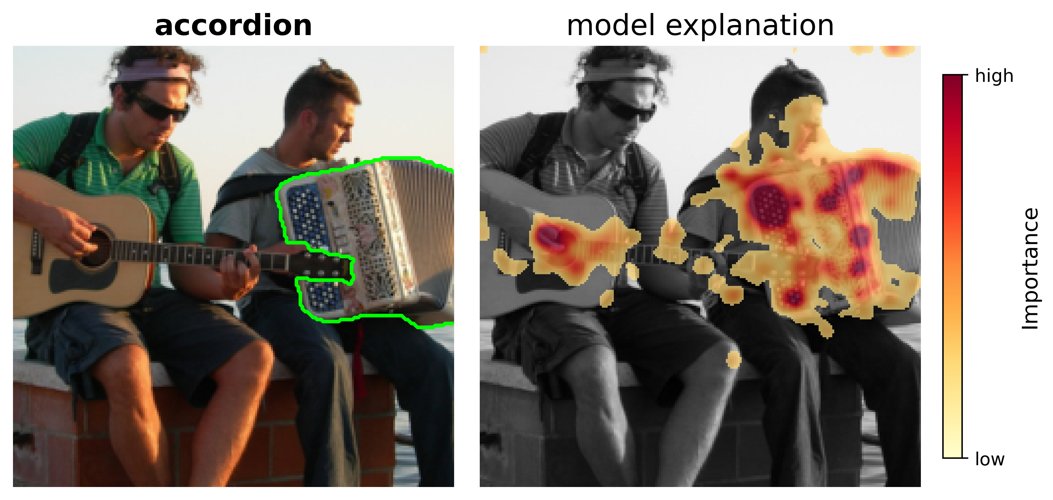 accordion
model explanation
high
Importance
low